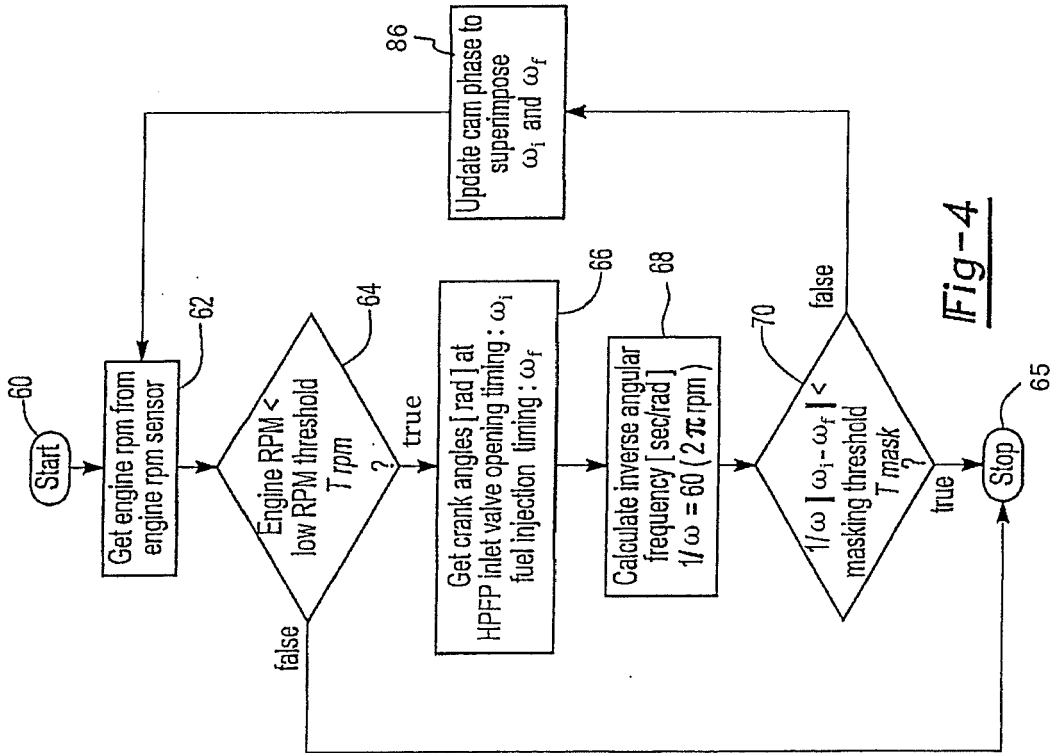 60
Start
Get engine rpm from
engine rpm sensor
62
Engine RPM <
low RPM threshold
T rpm
?
64
false
true
Get crank angles [ rad ] at
HPFP inlet valve opening timing : ωi
fuel injection timing : ωf
66
Calculate inverse angular
frequency [ sec/rad ]
1/ω = 60 ( 2 π rpm )
68
1/ω | ωi - ωf | <
masking threshold
T mask
?
70
false
true
Stop
65
Update cam phase to
superimpose
ωi and ωf
86
Fig-4